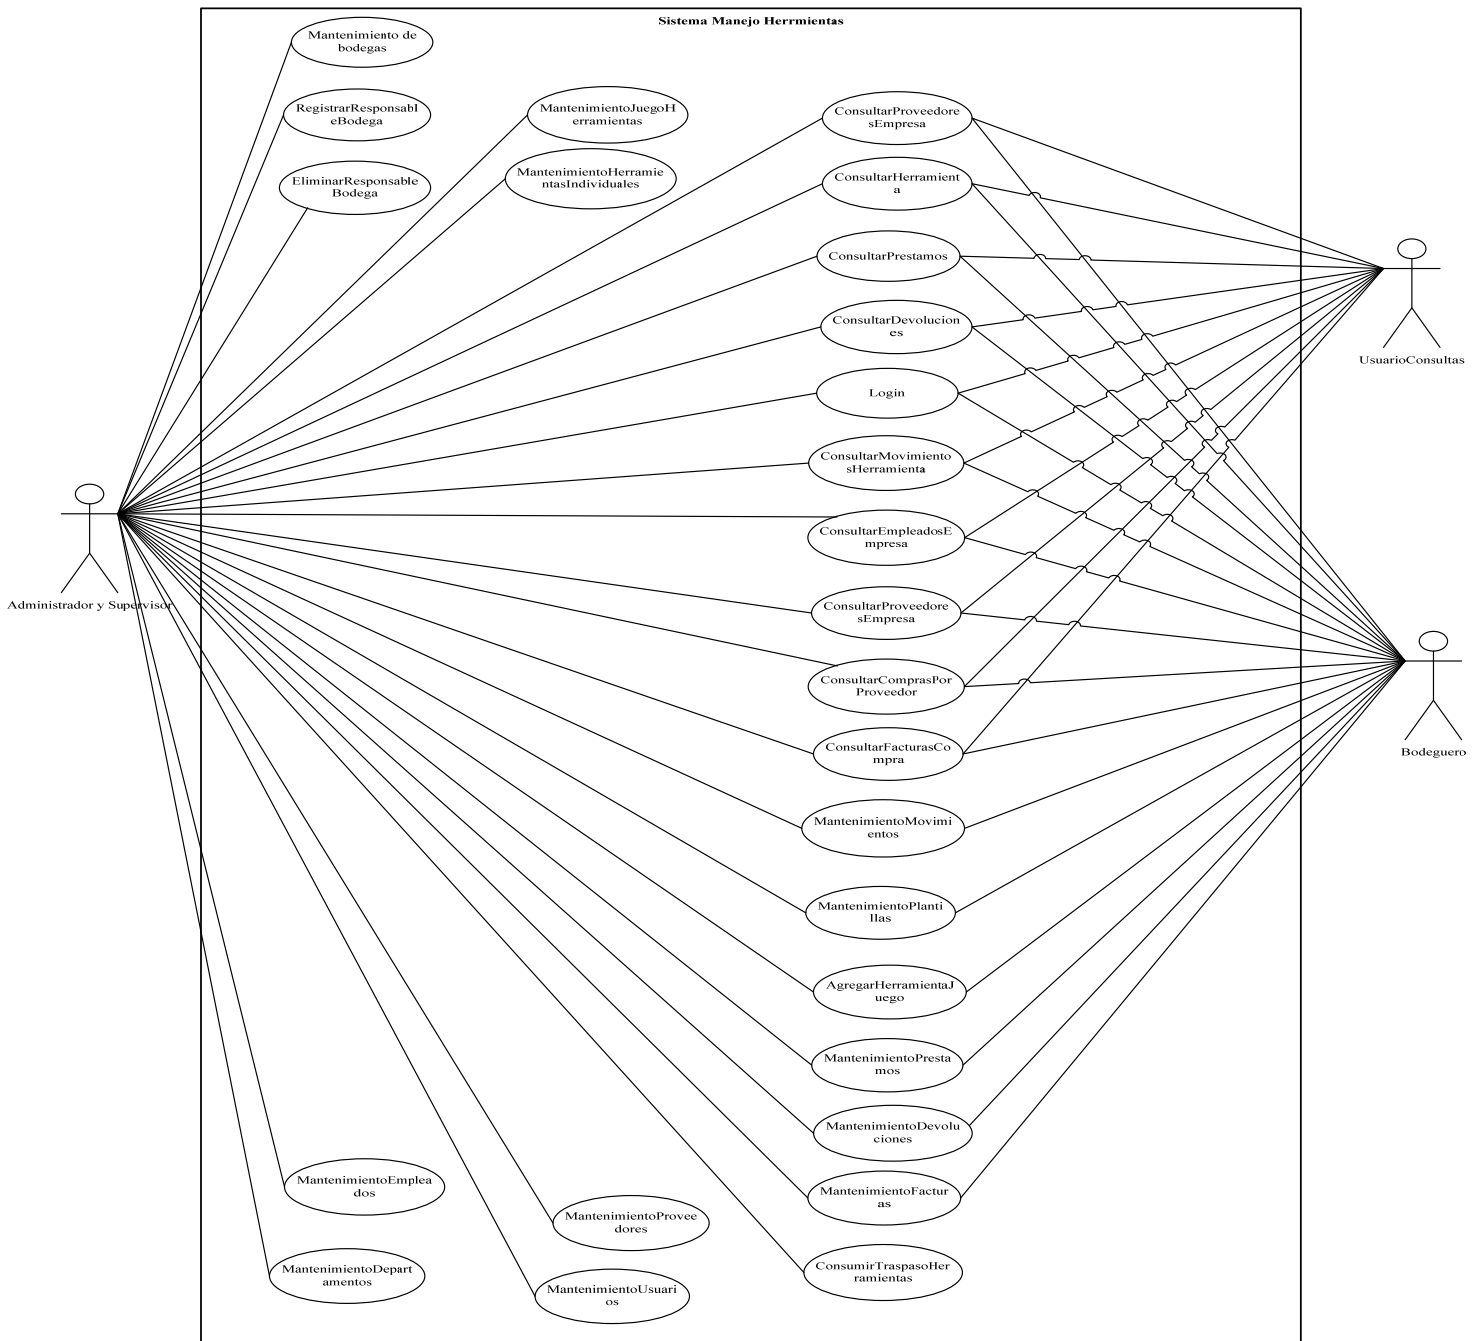 Sistema Manejo Herrmientas
Mantenimiento de
bodegas
RegistrarResponsabl
eBodega
EliminarResponsable
Bodega
MantenimientoJuegoH
erramientas
MantenimientoHerramie
ntasIndividuales
ConsultarProveedore
sEmpresa
ConsultarHerramient
a
ConsultarPrestamos
ConsultarDevolucion
es
Login
ConsultarMovimiento
sHerramienta
ConsultarEmpleadosE
mpresa
ConsultarProveedore
sEmpresa
ConsultarComprasPor
Proveedor
ConsultarFacturasCo
mpra
MantenimientoMovimi
entos
MantenimientoPlanti
llas
AgregarHerramientaJ
uego
MantenimientoPresta
mos
MantenimientoDevolu
ciones
MantenimientoFactur
as
ConsumirTraspasoHer
ramientas
MantenimientoEmplea
dos
MantenimientoDepart
amentos
MantenimientoProvee
dores
MantenimientoUsuari
os
Administrador y Supervisor
UsuarioConsultas
Bodeguero